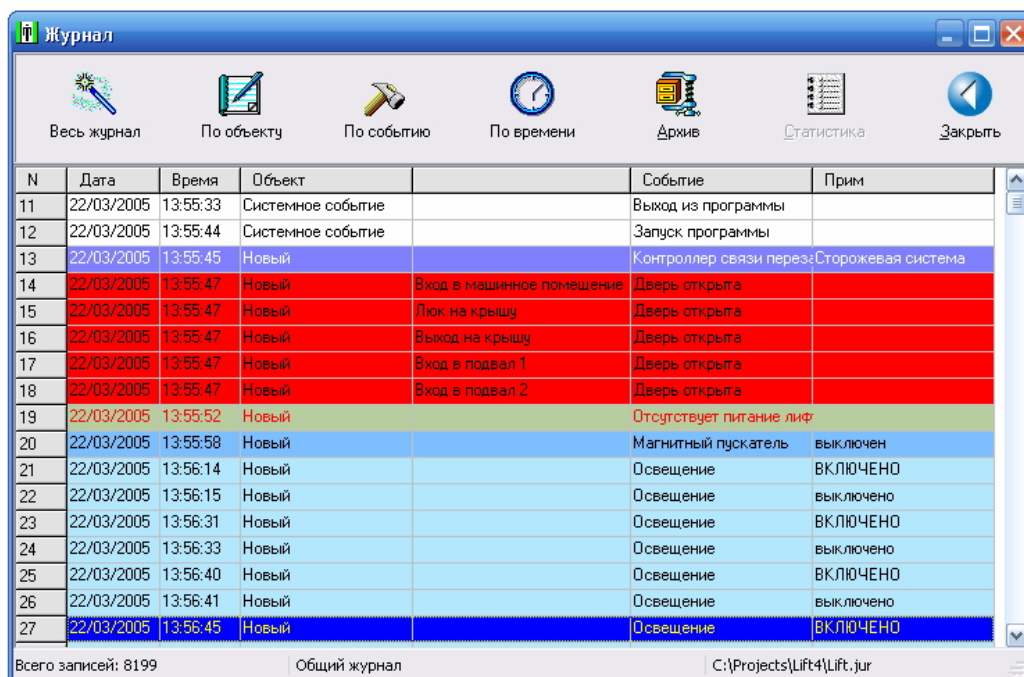 Журнал
Весь журнал По объекту По событию По времени Архив Статистика Закрыть
N Дата Время Объект Событие Прим
11 22/03/2005 13:55:33 Системное событие Выход из программы
12 22/03/2005 13:55:44 Системное событие Запуск программы
13 22/03/2005 13:55:45 Новый Контроллер связи переза Сторожевая система
14 22/03/2005 13:55:47 Новый Вход в машинное помещение Дверь открыта
15 22/03/2005 13:55:47 Новый Люк на крышу Дверь открыта
16 22/03/2005 13:55:47 Новый Выход на крышу Дверь открыта
17 22/03/2005 13:55:47 Новый Вход в подвал 1 Дверь открыта
18 22/03/2005 13:55:47 Новый Вход в подвал 2 Дверь открыта
19 22/03/2005 13:55:52 Новый Отсутствует питание лиф
20 22/03/2005 13:55:58 Новый Магнитный пускатель выключен
21 22/03/2005 13:56:14 Новый Освещение ВКЛЮЧЕНО
22 22/03/2005 13:56:15 Новый Освещение выключено
23 22/03/2005 13:56:31 Новый Освещение ВКЛЮЧЕНО
24 22/03/2005 13:56:33 Новый Освещение выключено
25 22/03/2005 13:56:40 Новый Освещение ВКЛЮЧЕНО
26 22/03/2005 13:56:41 Новый Освещение выключено
27 22/03/2005 13:56:45 Новый Освещение ВКЛЮЧЕНО
Всего записей: 8199 Общий журнал C:\Projects\Lift4\Lift.jur